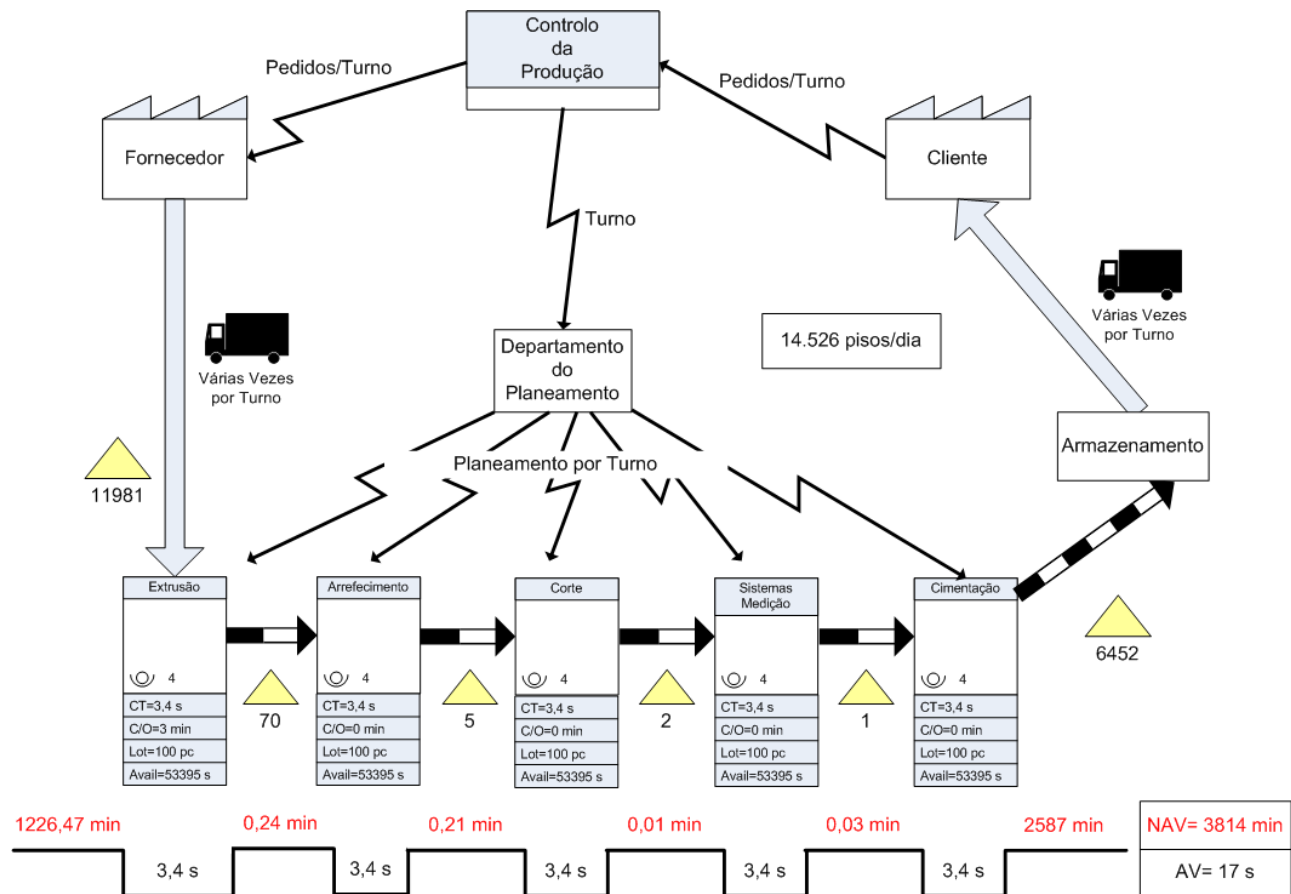 Controlo
da
Produção
Pedidos/Turno
Pedidos/Turno
Fornecedor
Cliente
Turno
Várias Vezes
por Turno
14.526 pisos/dia
Várias Vezes
por Turno
Departamento
do
Planeamento
Armazenamento
Planeamento por Turno
11981
6452
Extrusão
4
CT=3,4 s
C/O=3 min
Lot=100 pc
Avail=53395 s
70
Arrefecimento
4
CT=3,4 s
C/O=0 min
Lot=100 pc
Avail=53395 s
5
Corte
4
CT=3,4 s
C/O=0 min
Lot=100 pc
Avail=53395 s
2
Sistemas
Medição
4
CT=3,4 s
C/O=0 min
Lot=100 pc
Avail=53395 s
1
Cimentação
4
CT=3,4 s
C/O=0 min
Lot=100 pc
Avail=53395 s
1226,47 min
0,24 min
0,21 min
0,01 min
0,03 min
2587 min
NAV= 3814 min
3,4 s
3,4 s
3,4 s
3,4 s
3,4 s
AV= 17 s